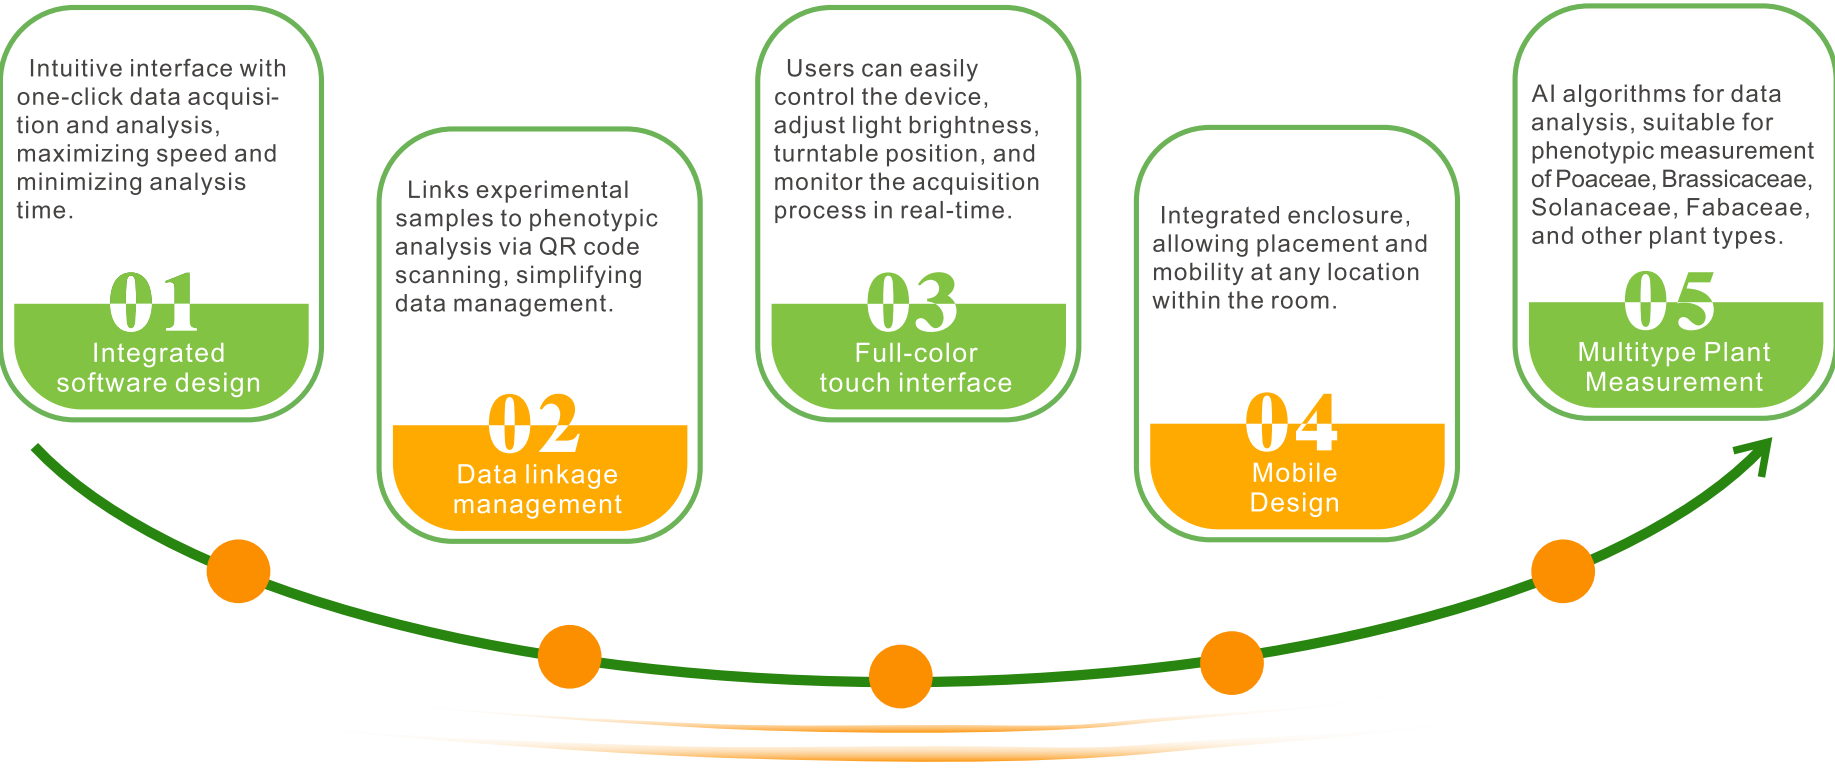 Intuitive interface with
one-click data acquisi-
tion and analysis,
maximizing speed and
minimizing analysis
time.
01
Integrated
software design
Links experimental
samples to phenotypic
analysis via QR code
scanning, simplifying
data management.
02
Data linkage
management
Users can easily
control the device,
adjust light brightness,
turntable position, and
monitor the acquisition
process in real-time.
03
Full-color
touch interface
Integrated enclosure,
allowing placement and
mobility at any location
within the room.
04
Mobile
Design
AI algorithms for data
analysis, suitable for
phenotypic measurement
of Poaceae, Brassicaceae,
Solanaceae, Fabaceae,
and other plant types.
05
Multitype Plant
Measurement